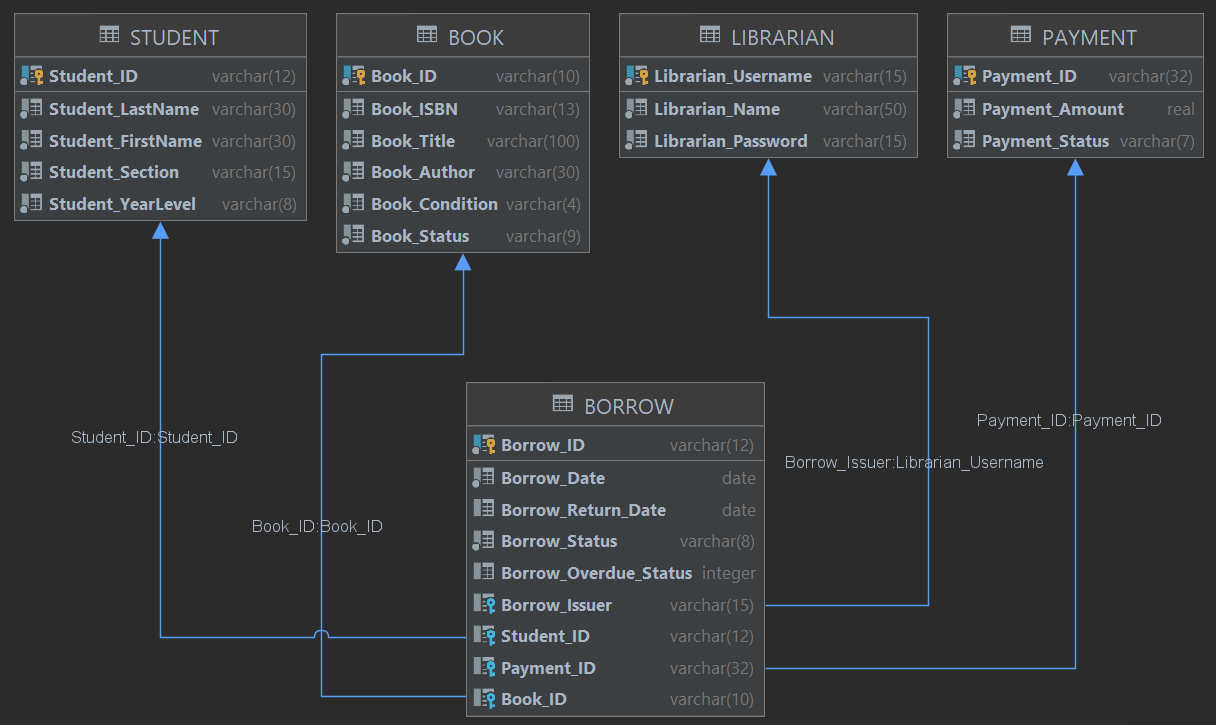 STUDENT
Student_ID varchar(12)
Student_LastName varchar(30)
Student_FirstName varchar(30)
Student_Section varchar(15)
Student_YearLevel varchar(8)
BOOK
Book_ID varchar(10)
Book_ISBN varchar(13)
Book_Title varchar(100)
Book_Author varchar(30)
Book_Condition varchar(4)
Book_Status varchar(9)
LIBRARIAN
Librarian_Username varchar(15)
Librarian_Name varchar(50)
Librarian_Password varchar(15)
PAYMENT
Payment_ID varchar(32)
Payment_Amount real
Payment_Status varchar(7)
Student_ID:Student_ID
Book_ID:Book_ID
Borrow_Issuer:Librarian_Username
Payment_ID:Payment_ID
BORROW
Borrow_ID varchar(12)
Borrow_Date date
Borrow_Return_Date date
Borrow_Status varchar(8)
Borrow_Overdue_Status integer
Borrow_Issuer varchar(15)
Student_ID varchar(12)
Payment_ID varchar(32)
Book_ID varchar(10)